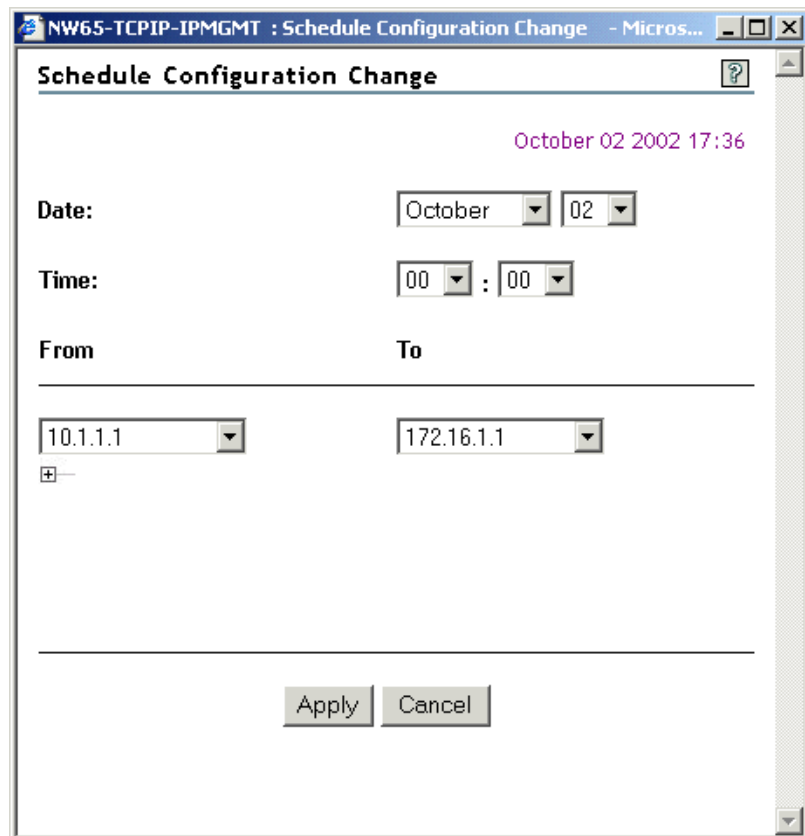 NW65-TCPIP-IPMGMT : Schedule Configuration Change - Micros...
Schedule Configuration Change ?
October 02 2002 17:36
Date: October 02
Time: 00 : 00
From To
10.1.1.1 172.16.1.1
Apply Cancel